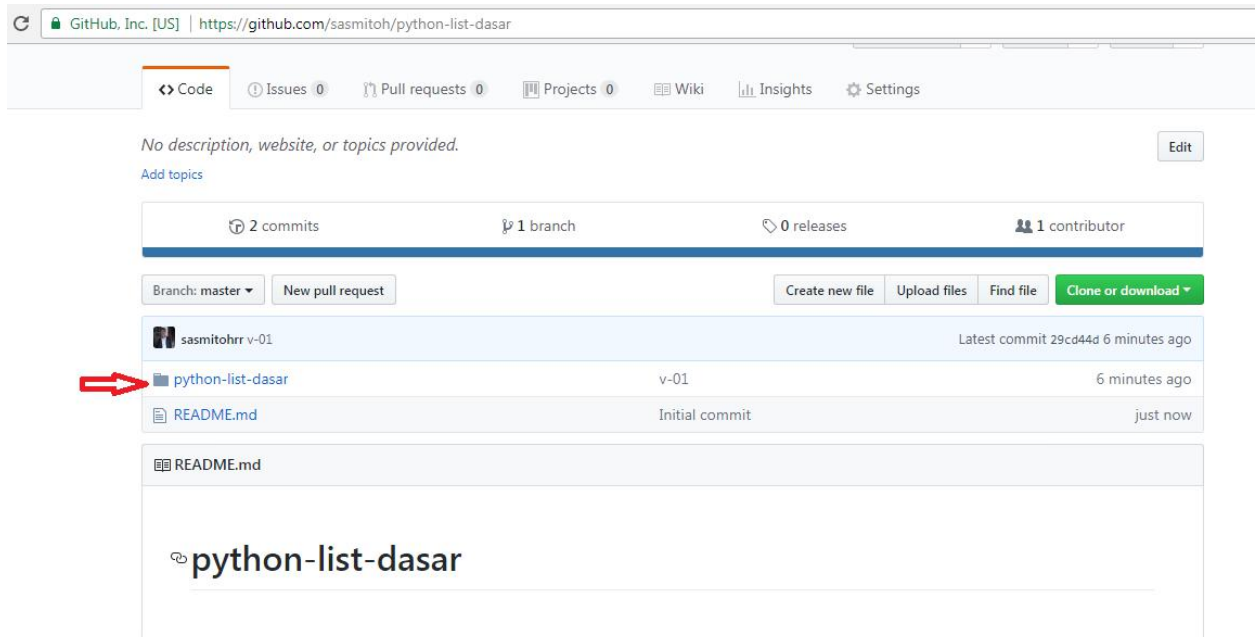 GitHub, Inc. [US] | https://github.com/sasmitoh/python-list-dasar
Code Issues 0 Pull requests 0 Projects 0 Wiki Insights Settings
No description, website, or topics provided. Edit
Add topics
2 commits 1 branch 0 releases 1 contributor
Branch: master New pull request Create new file Upload files Find file Clone or download
sasmitohrr v-01 Latest commit 29cd44d 6 minutes ago
python-list-dasar v-01 6 minutes ago
README.md Initial commit just now
README.md
python-list-dasar